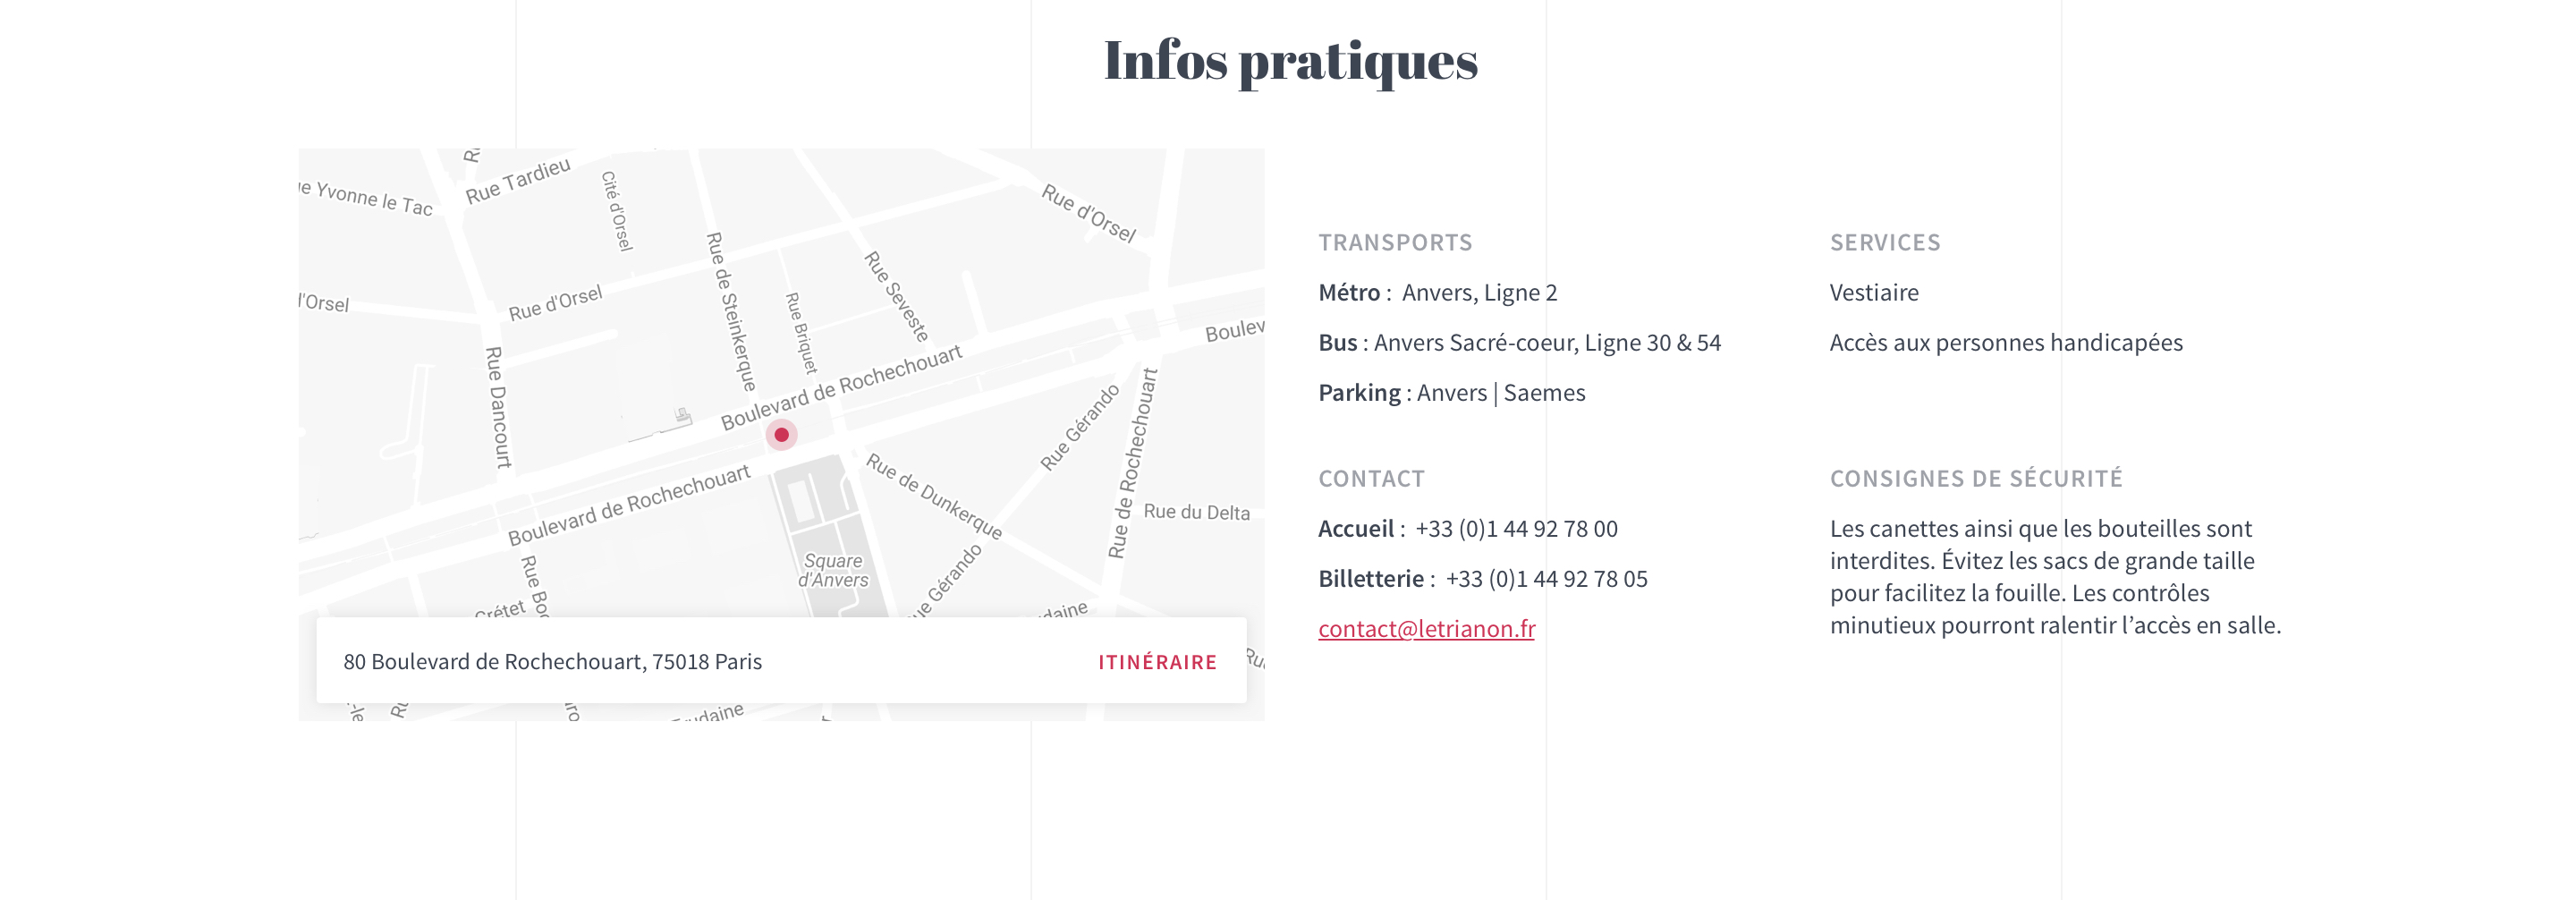 Infos pratiques
Rue Tardieu
Yvonne le Tac
Cité d'Orsel
Rue d'Orsel
d'Orsel
Rue d'Orsel
Rue de Steinkerque
Rue Briquet
Rue Seveste
Boulevard de Rochechouart
Rue Dancourt
Boulevard de Rochechouart
Rue de Dunkerque
Rue Gérando
Rue de Rochechouart
Rue du Delta
Square
d'Anvers
Gérando
Crétet
80 Boulevard de Rochechouart, 75018 Paris
ITINÉRAIRE
TRANSPORTS
Métro : Anvers, Ligne 2
Bus : Anvers Sacré-coeur, Ligne 30 & 54
Parking : Anvers | Saemes
SERVICES
Vestiaire
Accès aux personnes handicapées
CONTACT
Accueil : +33 (0)1 44 92 78 00
Billetterie : +33 (0)1 44 92 78 05
contact@letrianon.fr
CONSIGNES DE SÉCURITÉ
Les canettes ainsi que les bouteilles sont
interdites. Évitez les sacs de grande taille
pour facilitez la fouille. Les contrôles
minutieux pourront ralentir l’accès en salle.